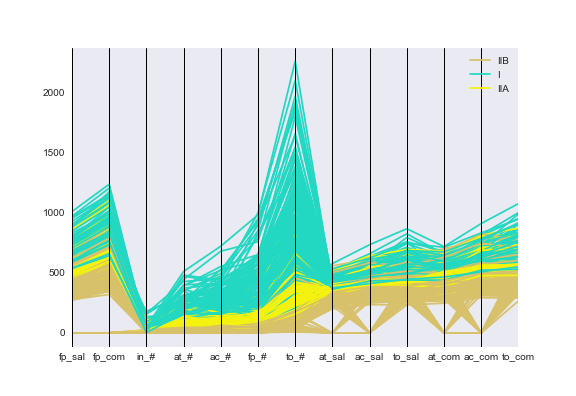 IIB
I
IIA
2000
1500
1000
500
0
fp_sal fp_com in_# at_# ac_# fp_# to_# at_sal ac_sal to_sal at_com ac_com to_com